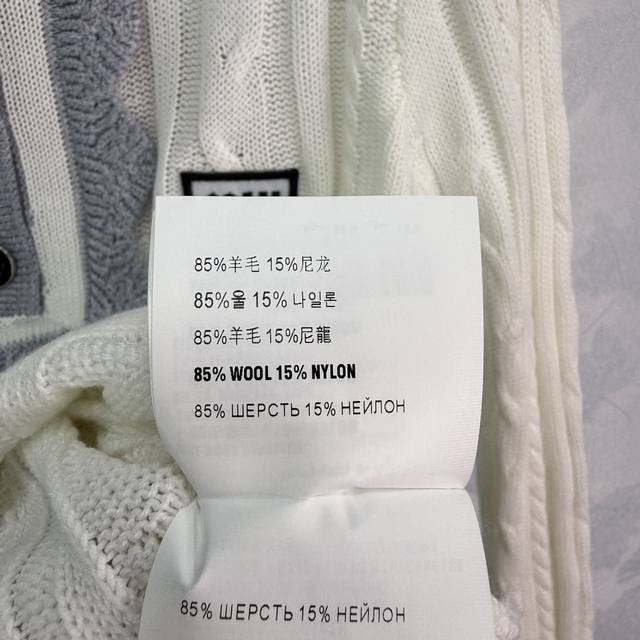 85%羊毛 15%尼龙
85%울 15% 나일론
85%羊毛 15%尼龍
85% WOOL 15% NYLON
85% ШЕРСТЬ 15% НЕЙЛОН
85% ШЕРСТЬ 15% НЕЙЛОН